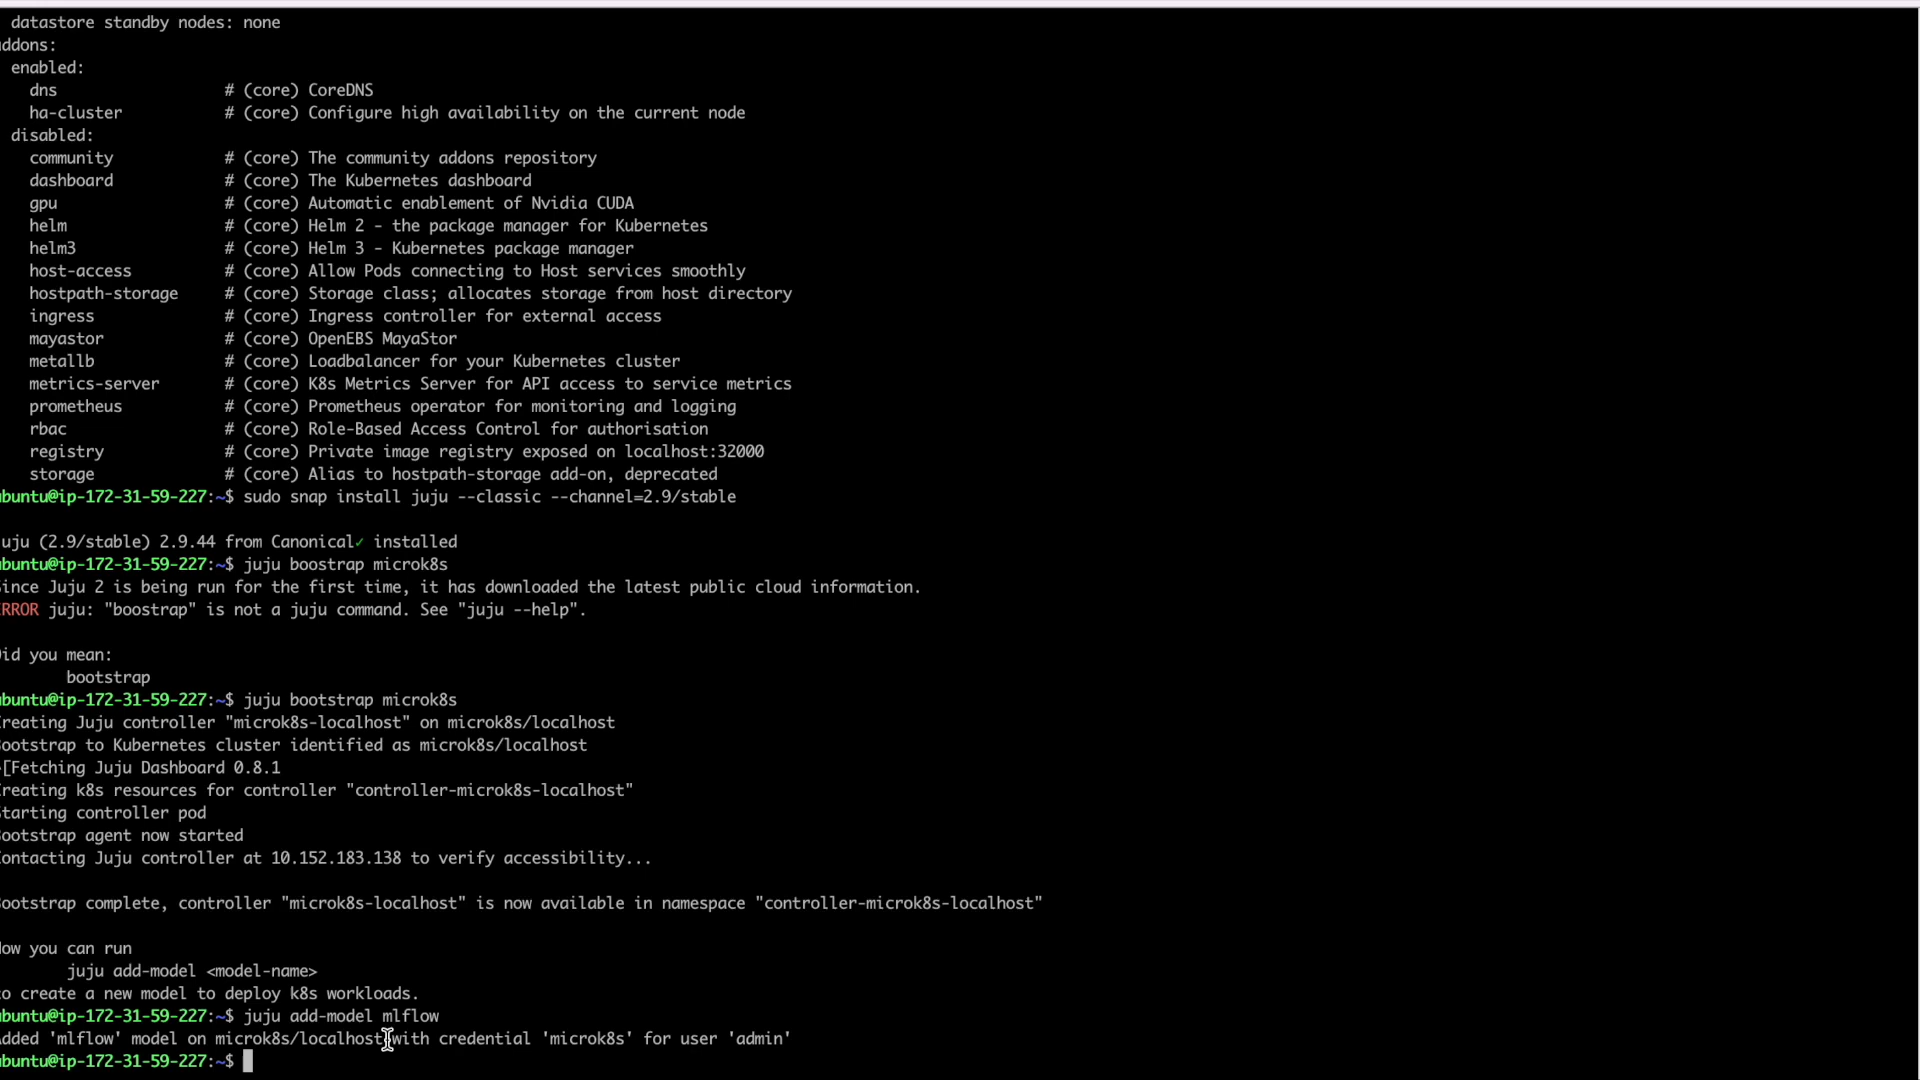 datastore standby nodes: none
addons:
enabled:
dns # (core) CoreDNS
ha-cluster # (core) Configure high availability on the current node
disabled:
community # (core) The community addons repository
dashboard # (core) The Kubernetes dashboard
gpu # (core) Automatic enablement of Nvidia CUDA
helm # (core) Helm 2 - the package manager for Kubernetes
helm3 # (core) Helm 3 - Kubernetes package manager
host-access # (core) Allow Pods connecting to Host services smoothly
hostpath-storage # (core) Storage class; allocates storage from host directory
ingress # (core) Ingress controller for external access
mayastor # (core) OpenEBS MayaStor
metallb # (core) Loadbalancer for your Kubernetes cluster
metrics-server # (core) K8s Metrics Server for API access to service metrics
prometheus # (core) Prometheus operator for monitoring and logging
rbac # (core) Role-Based Access Control for authorisation
registry # (core) Private image registry exposed on localhost:32000
storage # (core) Alias to hostpath-storage add-on, deprecated
ubuntu@ip-172-31-59-227:~$ sudo snap install juju --classic --channel=2.9/stable
juju (2.9/stable) 2.9.44 from Canonical✓ installed
ubuntu@ip-172-31-59-227:~$ juju boostrap microk8s
Since Juju 2 is being run for the first time, it has downloaded the latest public cloud information.
ERROR juju: "boostrap" is not a juju command. See "juju --help".
Did you mean:
bootstrap
ubuntu@ip-172-31-59-227:~$ juju bootstrap microk8s
Creating Juju controller "microk8s-localhost" on microk8s/localhost
Bootstrap to Kubernetes cluster identified as microk8s/localhost
[Fetching Juju Dashboard 0.8.1
Creating k8s resources for controller "controller-microk8s-localhost"
Starting controller pod
Bootstrap agent now started
Contacting Juju controller at 10.152.183.138 to verify accessibility...
Bootstrap complete, controller "microk8s-localhost" is now available in namespace "controller-microk8s-localhost"
Now you can run
juju add-model <model-name>
to create a new model to deploy k8s workloads.
ubuntu@ip-172-31-59-227:~$ juju add-model mlflow
Added 'mlflow' model on microk8s/localhost with credential 'microk8s' for user 'admin'
ubuntu@ip-172-31-59-227:~$